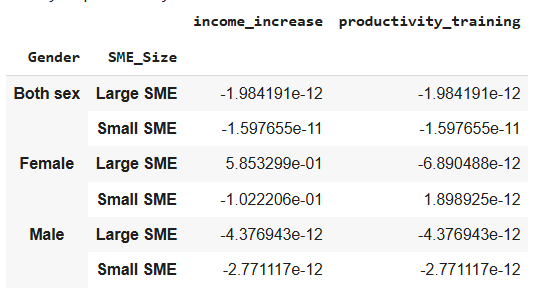 income_increase productivity_training
Gender SME_Size
Both sex Large SME -1.984191e-12 -1.984191e-12
Small SME -1.597655e-11 -1.597655e-11
Female Large SME 5.853299e-01 -6.890488e-12
Small SME -1.022206e-01 1.898925e-12
Male Large SME -4.376943e-12 -4.376943e-12
Small SME -2.771117e-12 -2.771117e-12